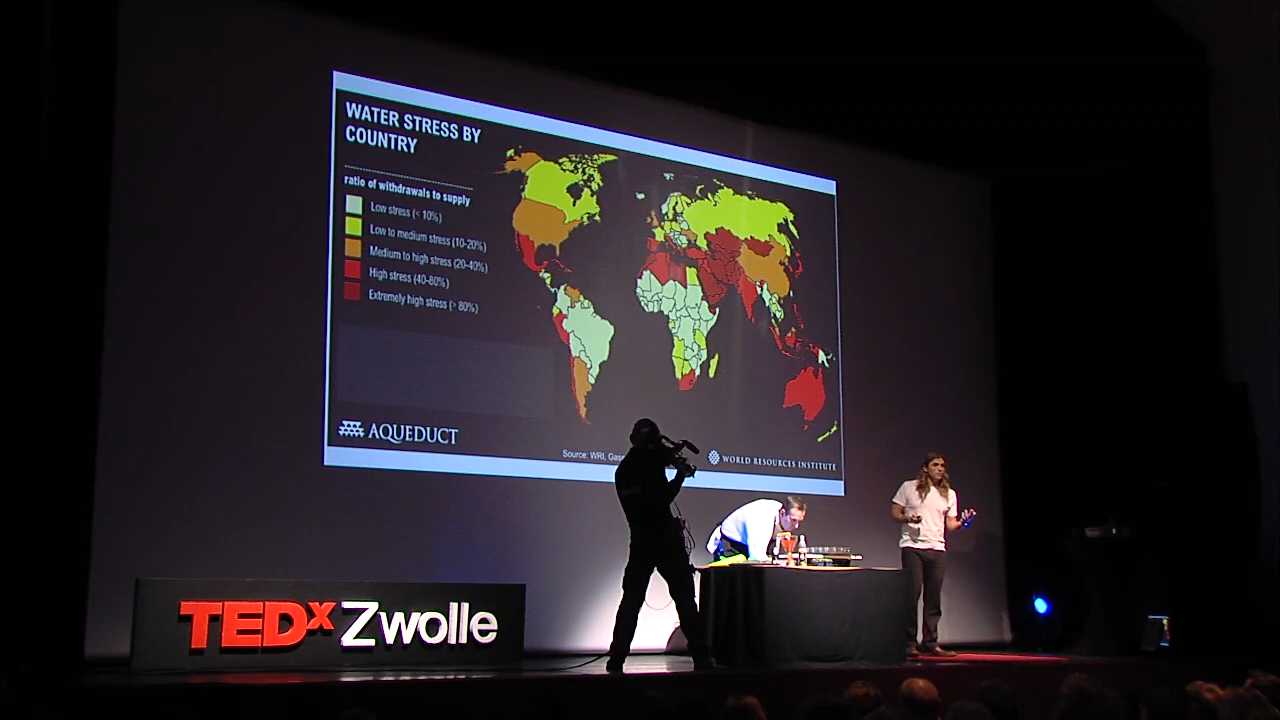 WATER STRESS BY
COUNTRY
ratio of withdrawals to supply
Low stress (< 10%)
Low to medium stress (10-20%)
Medium to high stress (20-40%)
High stress (40-80%)
Extremely high stress (> 80%)
AQUEDUCT
Source: WRI,
WORLD RESOURCES INSTITUTE
TEDx Zwolle